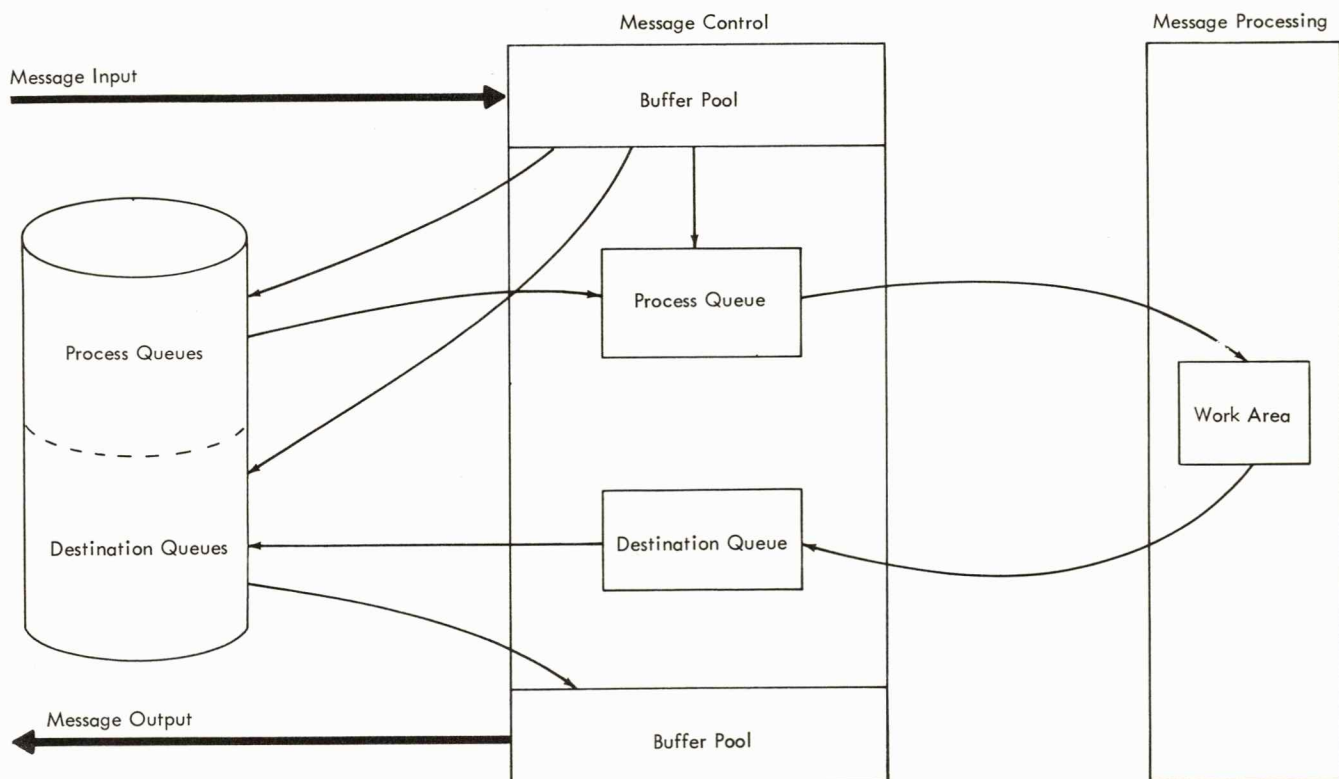 Message Control
Message Processing
Message Input
Buffer Pool
Process Queue
Process Queues
Work Area
Destination Queue
Destination Queues
Message Output
Buffer Pool